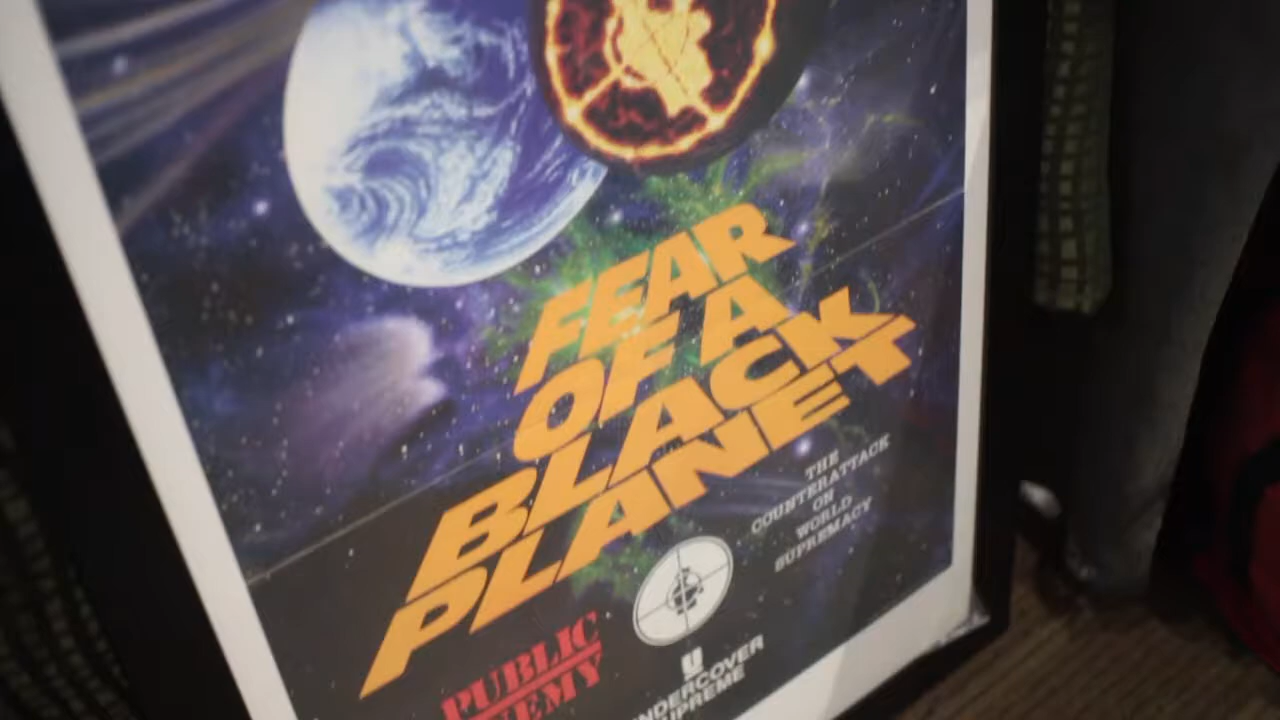 FEAR
OF A
BLACK
PLANET
THE
COUNTERATTACK
ON
WORLD
SUPREMACY
PUBLIC
ENEMY
U
UNDERCOVER
SUPREME